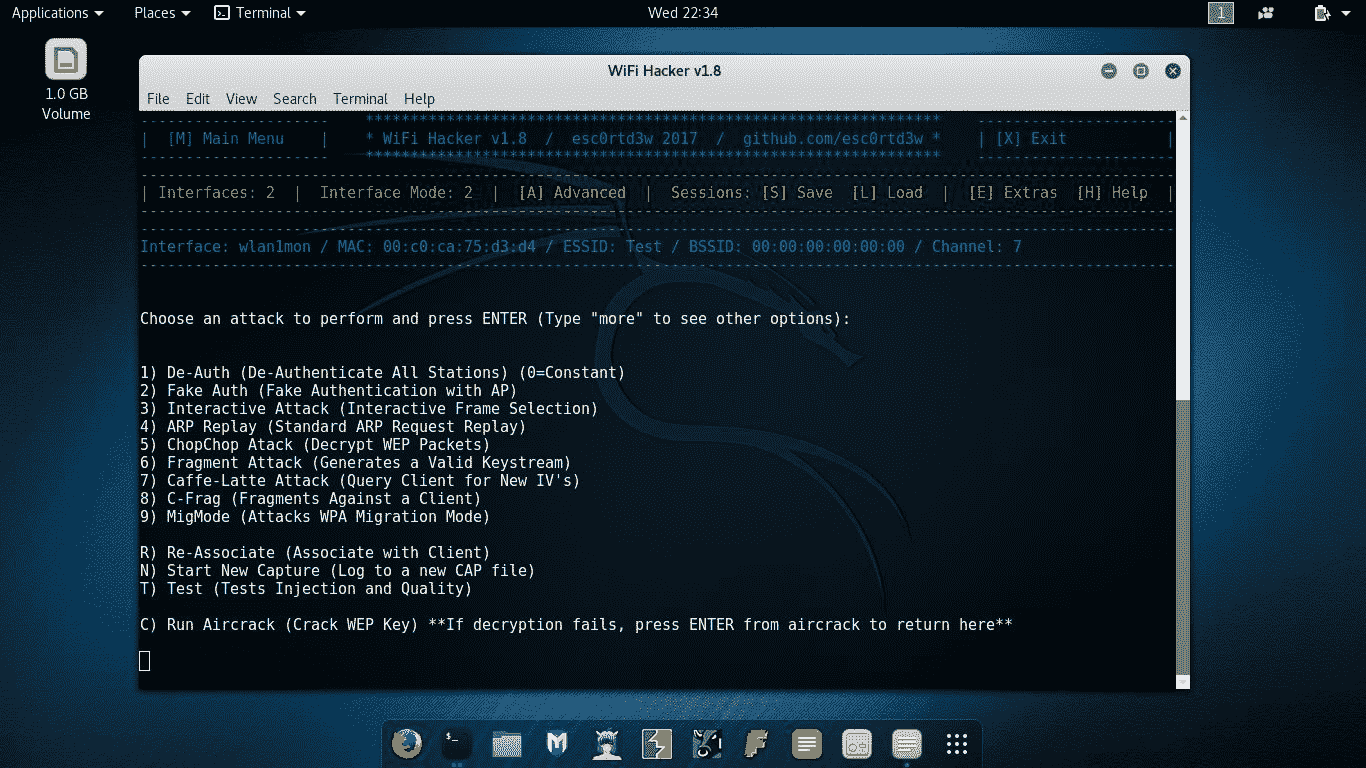 Applications Places Terminal Wed 22:34 1
1.0 GB
Volume
WiFi Hacker v1.8
File Edit View Search Terminal Help
---------------------    ****************************************************************    ----------------------
|  [M] Main Menu    |    * WiFi Hacker v1.8  /  esc0rtd3w 2017  /  github.com/esc0rtd3w *    | [X] Exit           |
---------------------    ****************************************************************    ----------------------
| Interfaces: 2  |  Interface Mode: 2  |  [A] Advanced  |  Sessions: [S] Save  [L] Load  |  [E] Extras  [H] Help  |
Interface: wlan1mon / MAC: 00:c0:ca:75:d3:d4 / ESSID: Test / BSSID: 00:00:00:00:00:00 / Channel: 7
Choose an attack to perform and press ENTER (Type "more" to see other options):
1) De-Auth (De-Authenticate All Stations) (0=Constant)
2) Fake Auth (Fake Authentication with AP)
3) Interactive Attack (Interactive Frame Selection)
4) ARP Replay (Standard ARP Request Replay)
5) ChopChop Atack (Decrypt WEP Packets)
6) Fragment Attack (Generates a Valid Keystream)
7) Caffe-Latte Attack (Query Client for New IV's)
8) C-Frag (Fragments Against a Client)
9) MigMode (Attacks WPA Migration Mode)
R) Re-Associate (Associate with Client)
N) Start New Capture (Log to a new CAP file)
T) Test (Tests Injection and Quality)
C) Run Aircrack (Crack WEP Key) **If decryption fails, press ENTER from aircrack to return here**